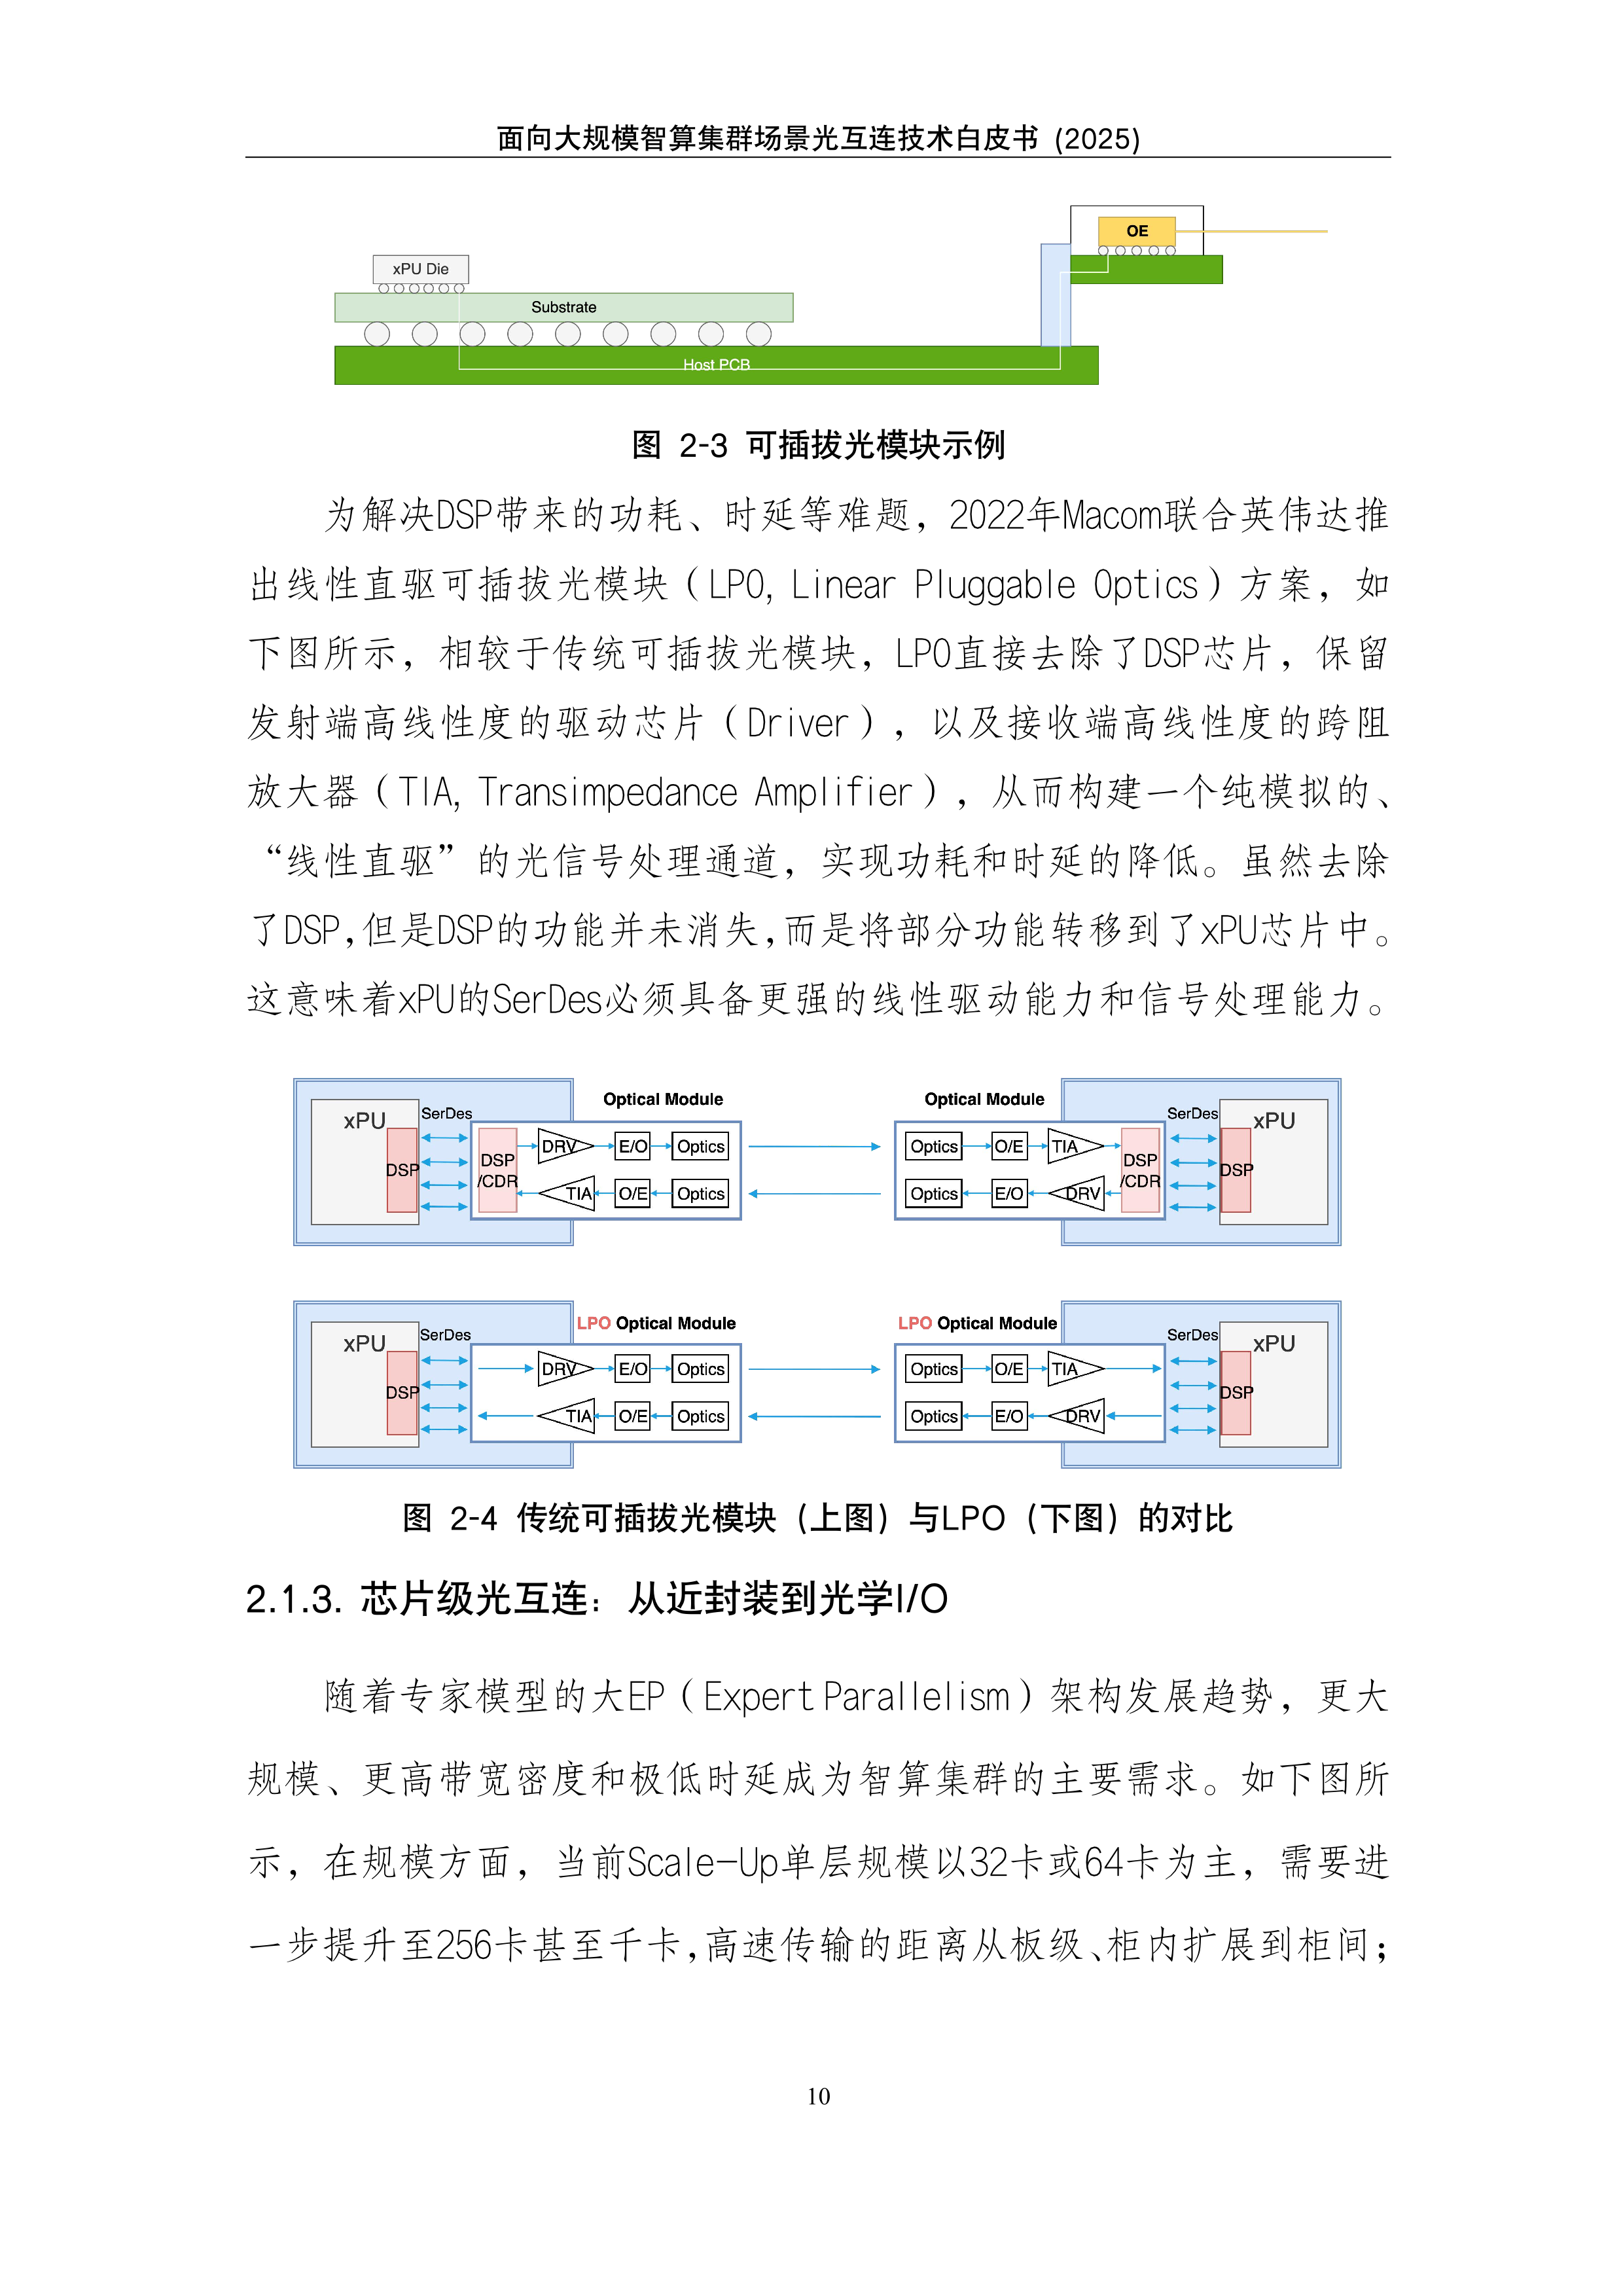 面向大规模智算集群场景光互连技术白皮书 (2025)
OE
xPU Die
Substrate
Host PCB
图 2-3 可插拔光模块示例
为解决DSP带来的功耗、时延等难题，2022年Macom联合英伟达推
出线性直驱可插拔光模块（LPO, Linear Pluggable Optics）方案，如
下图所示，相较于传统可插拔光模块，LPO直接去除了DSP芯片，保留
发射端高线性度的驱动芯片（Driver），以及接收端高线性度的跨阻
放大器（TIA, Transimpedance Amplifier），从而构建一个纯模拟的、
“线性直驱”的光信号处理通道，实现功耗和时延的降低。虽然去除
了DSP,但是DSP的功能并未消失,而是将部分功能转移到了xPU芯片中。
这意味着xPU的SerDes必须具备更强的线性驱动能力和信号处理能力。
Optical Module Optical Module
xPU SerDes SerDes xPU
DSP DSP/CDR DRV E/O Optics Optics O/E TIA DSP/CDR DSP
TIA O/E Optics Optics E/O DRV
LPO Optical Module LPO Optical Module
xPU SerDes SerDes xPU
DSP DRV E/O Optics Optics O/E TIA DSP
TIA O/E Optics Optics E/O DRV
图 2-4 传统可插拔光模块（上图）与LPO（下图）的对比
2.1.3. 芯片级光互连：从近封装到光学I/O
随着专家模型的大EP（Expert Parallelism）架构发展趋势，更大
规模、更高带宽密度和极低时延成为智算集群的主要需求。如下图所
示，在规模方面，当前Scale-Up单层规模以32卡或64卡为主，需要进
一步提升至256卡甚至千卡,高速传输的距离从板级、柜内扩展到柜间；
10